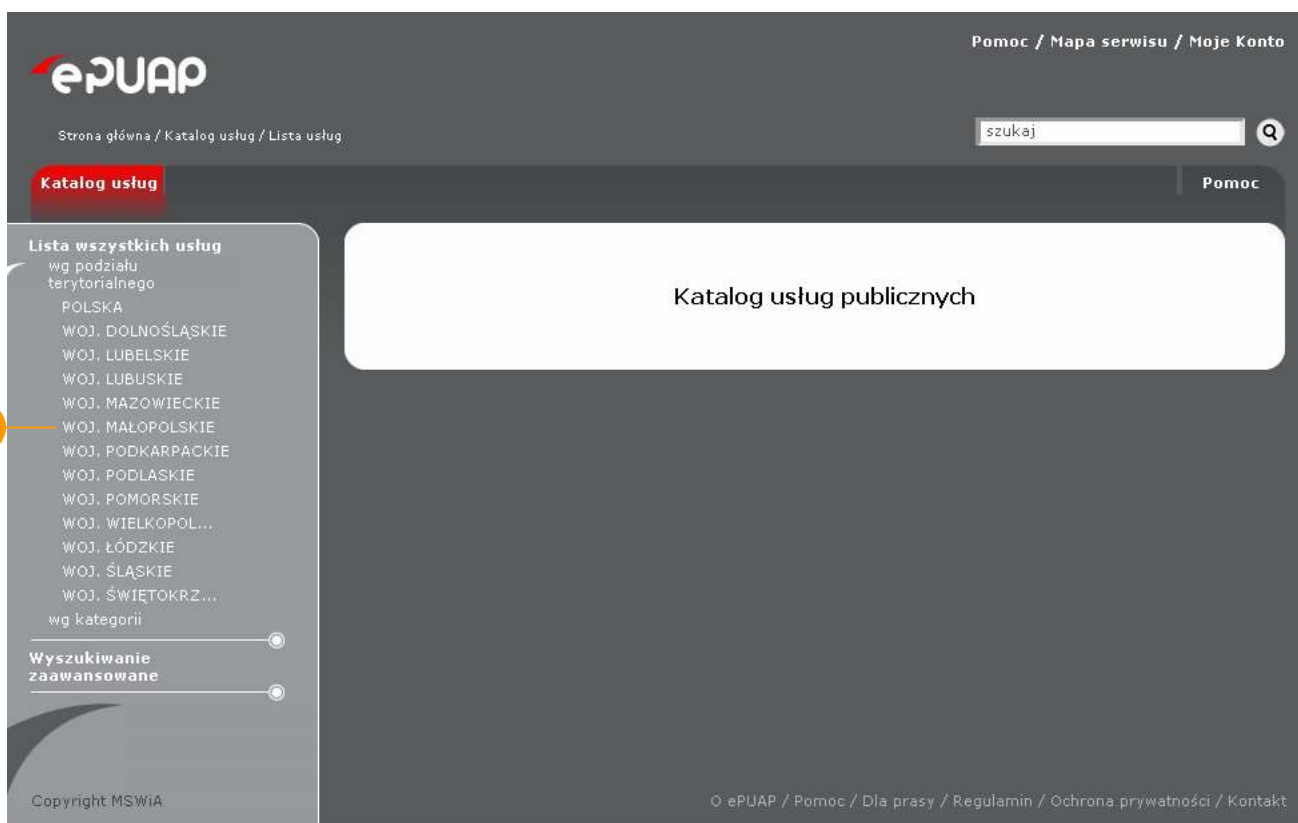 Pomoc / Mapa serwisu / Moje Konto
ePUAP
Strona główna / Katalog usług / Lista usług
szukaj
Katalog usług
Pomoc
Lista wszystkich usług
wg podziału
terytorialnego
POLSKA
WOJ. DOLNOŚLĄSKIE
WOJ. LUBELSKIE
WOJ. LUBUSKIE
WOJ. MAZOWIECKIE
WOJ. MAŁOPOLSKIE
WOJ. PODKARPACKIE
WOJ. PODLASKIE
WOJ. POMORSKIE
WOJ. WIELKOPOL...
WOJ. ŁÓDZKIE
WOJ. ŚLĄSKIE
WOJ. ŚWIĘTOKRZ...
wg kategorii
Wyszukiwanie
zaawansowane
Katalog usług publicznych
Copyright MSWiA
O ePUAP / Pomoc / Dla prasy / Regulamin / Ochrona prywatności / Kontakt